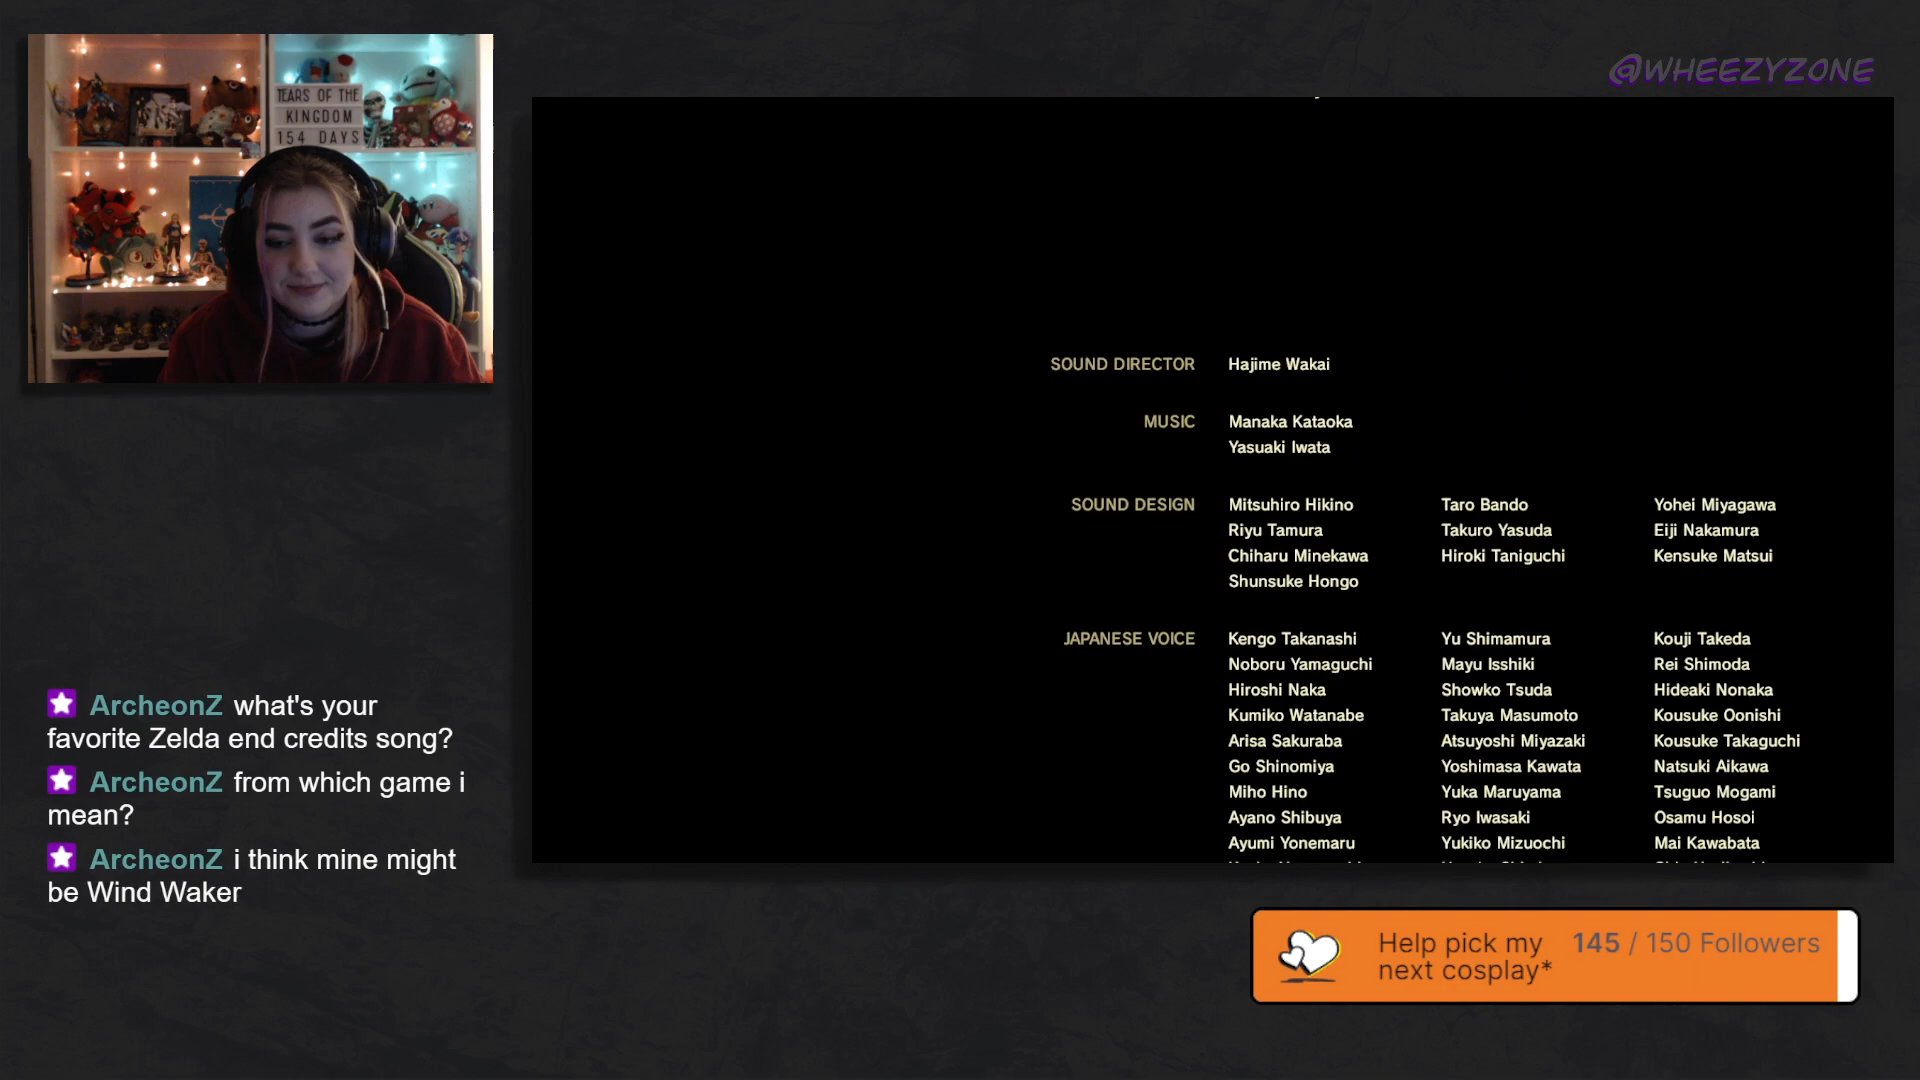 @WHEEZYZONE
TEARS OF THE
KINGDOM
154 DAYS
SOUND DIRECTOR Hajime Wakai
MUSIC Manaka Kataoka
Yasuaki Iwata
SOUND DESIGN Mitsuhiro Hikino Taro Bando Yohei Miyagawa
Riyu Tamura Takuro Yasuda Eiji Nakamura
Chiharu Minekawa Hiroki Taniguchi Kensuke Matsui
Shunsuke Hongo
JAPANESE VOICE Kengo Takanashi Yu Shimamura Kouji Takeda
Noboru Yamaguchi Mayu Isshiki Rei Shimoda
Hiroshi Naka Showko Tsuda Hideaki Nonaka
Kumiko Watanabe Takuya Masumoto Kousuke Oonishi
Arisa Sakuraba Atsuyoshi Miyazaki Kousuke Takaguchi
Go Shinomiya Yoshimasa Kawata Natsuki Aikawa
Miho Hino Yuka Maruyama Tsuguo Mogami
Ayano Shibuya Ryo Iwasaki Osamu Hosoi
Ayumi Yonemaru Yukiko Mizuochi Mai Kawabata
ArcheonZ what's your
favorite Zelda end credits song?
ArcheonZ from which game i
mean?
ArcheonZ i think mine might
be Wind Waker
Help pick my
next cosplay*
145 / 150 Followers